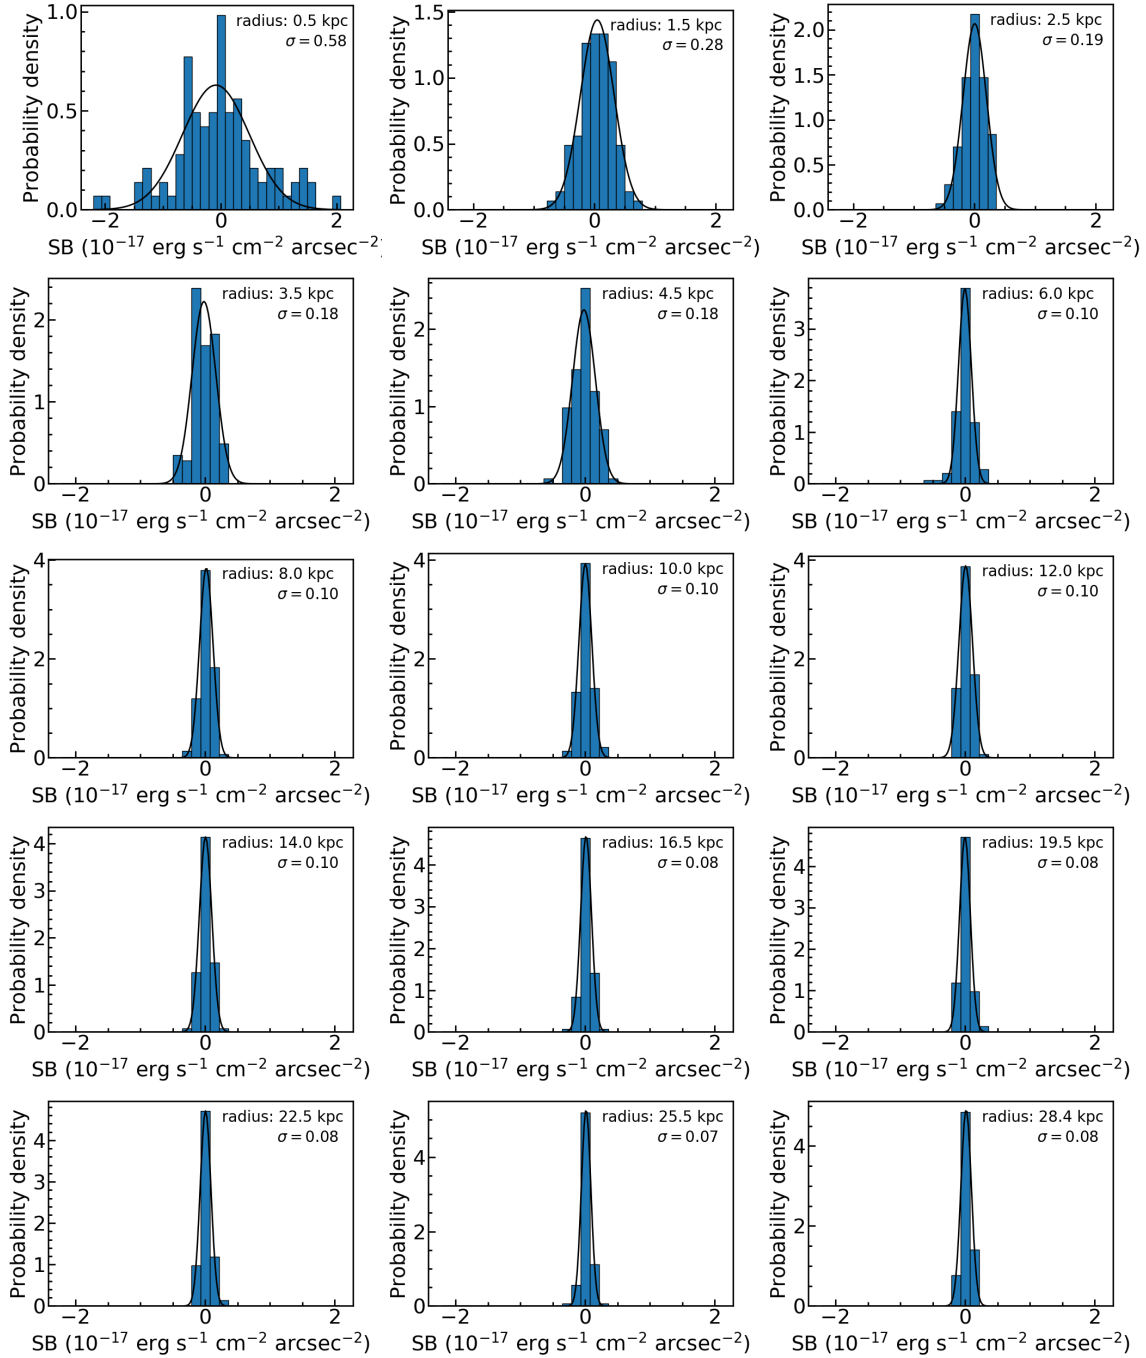 Probability density
1.0
0.5
0.0
radius: 0.5 kpc
σ = 0.58
−2 0 2
SB (10⁻¹⁷ erg s⁻¹ cm⁻² arcsec⁻²)
Probability density
1.5
1.0
0.5
0.0
radius: 1.5 kpc
σ = 0.28
−2 0 2
SB (10⁻¹⁷ erg s⁻¹ cm⁻² arcsec⁻²)
Probability density
2.0
1.5
1.0
0.5
0.0
radius: 2.5 kpc
σ = 0.19
−2 0 2
SB (10⁻¹⁷ erg s⁻¹ cm⁻² arcsec⁻²)
Probability density
2
1
0
radius: 3.5 kpc
σ = 0.18
−2 0 2
SB (10⁻¹⁷ erg s⁻¹ cm⁻² arcsec⁻²)
Probability density
2
1
0
radius: 4.5 kpc
σ = 0.18
−2 0 2
SB (10⁻¹⁷ erg s⁻¹ cm⁻² arcsec⁻²)
Probability density
3
2
1
0
radius: 6.0 kpc
σ = 0.10
−2 0 2
SB (10⁻¹⁷ erg s⁻¹ cm⁻² arcsec⁻²)
Probability density
4
2
0
radius: 8.0 kpc
σ = 0.10
−2 0 2
SB (10⁻¹⁷ erg s⁻¹ cm⁻² arcsec⁻²)
Probability density
4
2
0
radius: 10.0 kpc
σ = 0.10
−2 0 2
SB (10⁻¹⁷ erg s⁻¹ cm⁻² arcsec⁻²)
Probability density
4
2
0
radius: 12.0 kpc
σ = 0.10
−2 0 2
SB (10⁻¹⁷ erg s⁻¹ cm⁻² arcsec⁻²)
Probability density
4
3
2
1
0
radius: 14.0 kpc
σ = 0.10
−2 0 2
SB (10⁻¹⁷ erg s⁻¹ cm⁻² arcsec⁻²)
Probability density
4
3
2
1
0
radius: 16.5 kpc
σ = 0.08
−2 0 2
SB (10⁻¹⁷ erg s⁻¹ cm⁻² arcsec⁻²)
Probability density
4
3
2
1
0
radius: 19.5 kpc
σ = 0.08
−2 0 2
SB (10⁻¹⁷ erg s⁻¹ cm⁻² arcsec⁻²)
Probability density
4
3
2
1
0
radius: 22.5 kpc
σ = 0.08
−2 0 2
SB (10⁻¹⁷ erg s⁻¹ cm⁻² arcsec⁻²)
Probability density
4
2
0
radius: 25.5 kpc
σ = 0.07
−2 0 2
SB (10⁻¹⁷ erg s⁻¹ cm⁻² arcsec⁻²)
Probability density
4
2
0
radius: 28.4 kpc
σ = 0.08
−2 0 2
SB (10⁻¹⁷ erg s⁻¹ cm⁻² arcsec⁻²)